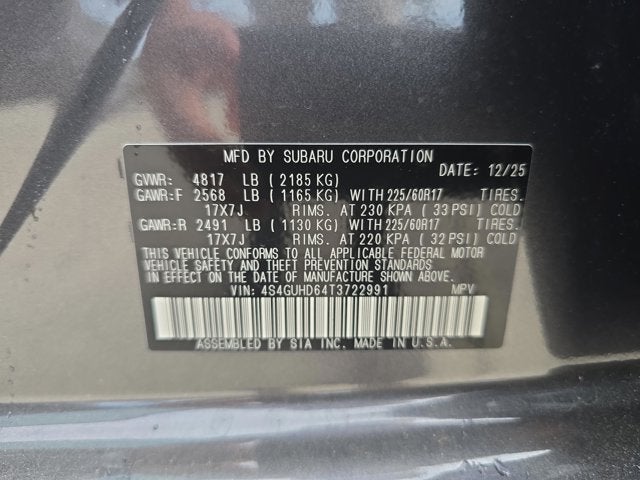 MFD BY SUBARU CORPORATION
DATE: 12/25
GVWR: 4817 LB ( 2185 KG)
GAWR:F 2568 LB ( 1165 KG) WITH 225/60R17 TIRES.
17X7J RIMS. AT 230 KPA ( 33 PSI) COLD
GAWR:R 2491 LB ( 1130 KG) WITH 225/60R17 TIRES.
17X7J RIMS. AT 220 KPA ( 32 PSI) COLD
THIS VEHICLE CONFORMS TO ALL APPLICABLE FEDERAL MOTOR
VEHICLE SAFETY AND THEFT PREVENTION STANDARDS
IN EFFECT ON THE DATE OF MANUFACTURE SHOWN ABOVE.
VIN: 4S4GUHD64T3722991 MPV
ASSEMBLED BY SIA INC. MADE IN U.S.A.